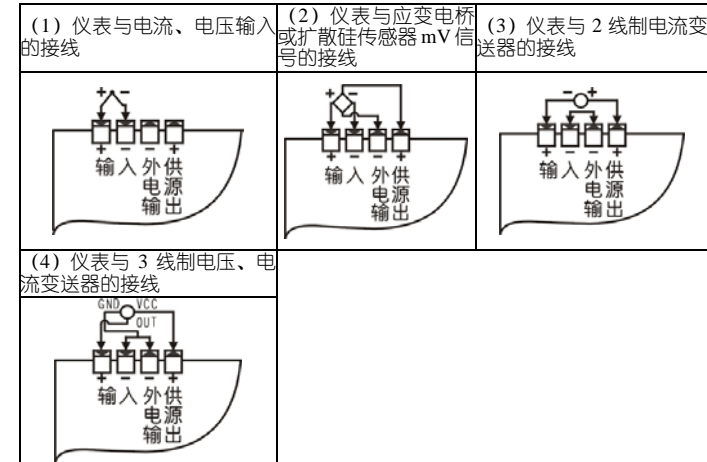 (1) 仪表与电流、电压输入
的接线
(2) 仪表与应变电桥
或扩散硅传感器 mV 信
号的接线
(3) 仪表与 2 线制电流变
送器的接线
+ -
+ - - +
输入 外供
电源
输出
+ -
+ - - +
输入 外供
电源
输出
- +
+ - - +
输入 外供
电源
输出
(4) 仪表与 3 线制电压、电
流变送器的接线
GND VCC
OUT
+ - - +
输入 外供
电源
输出